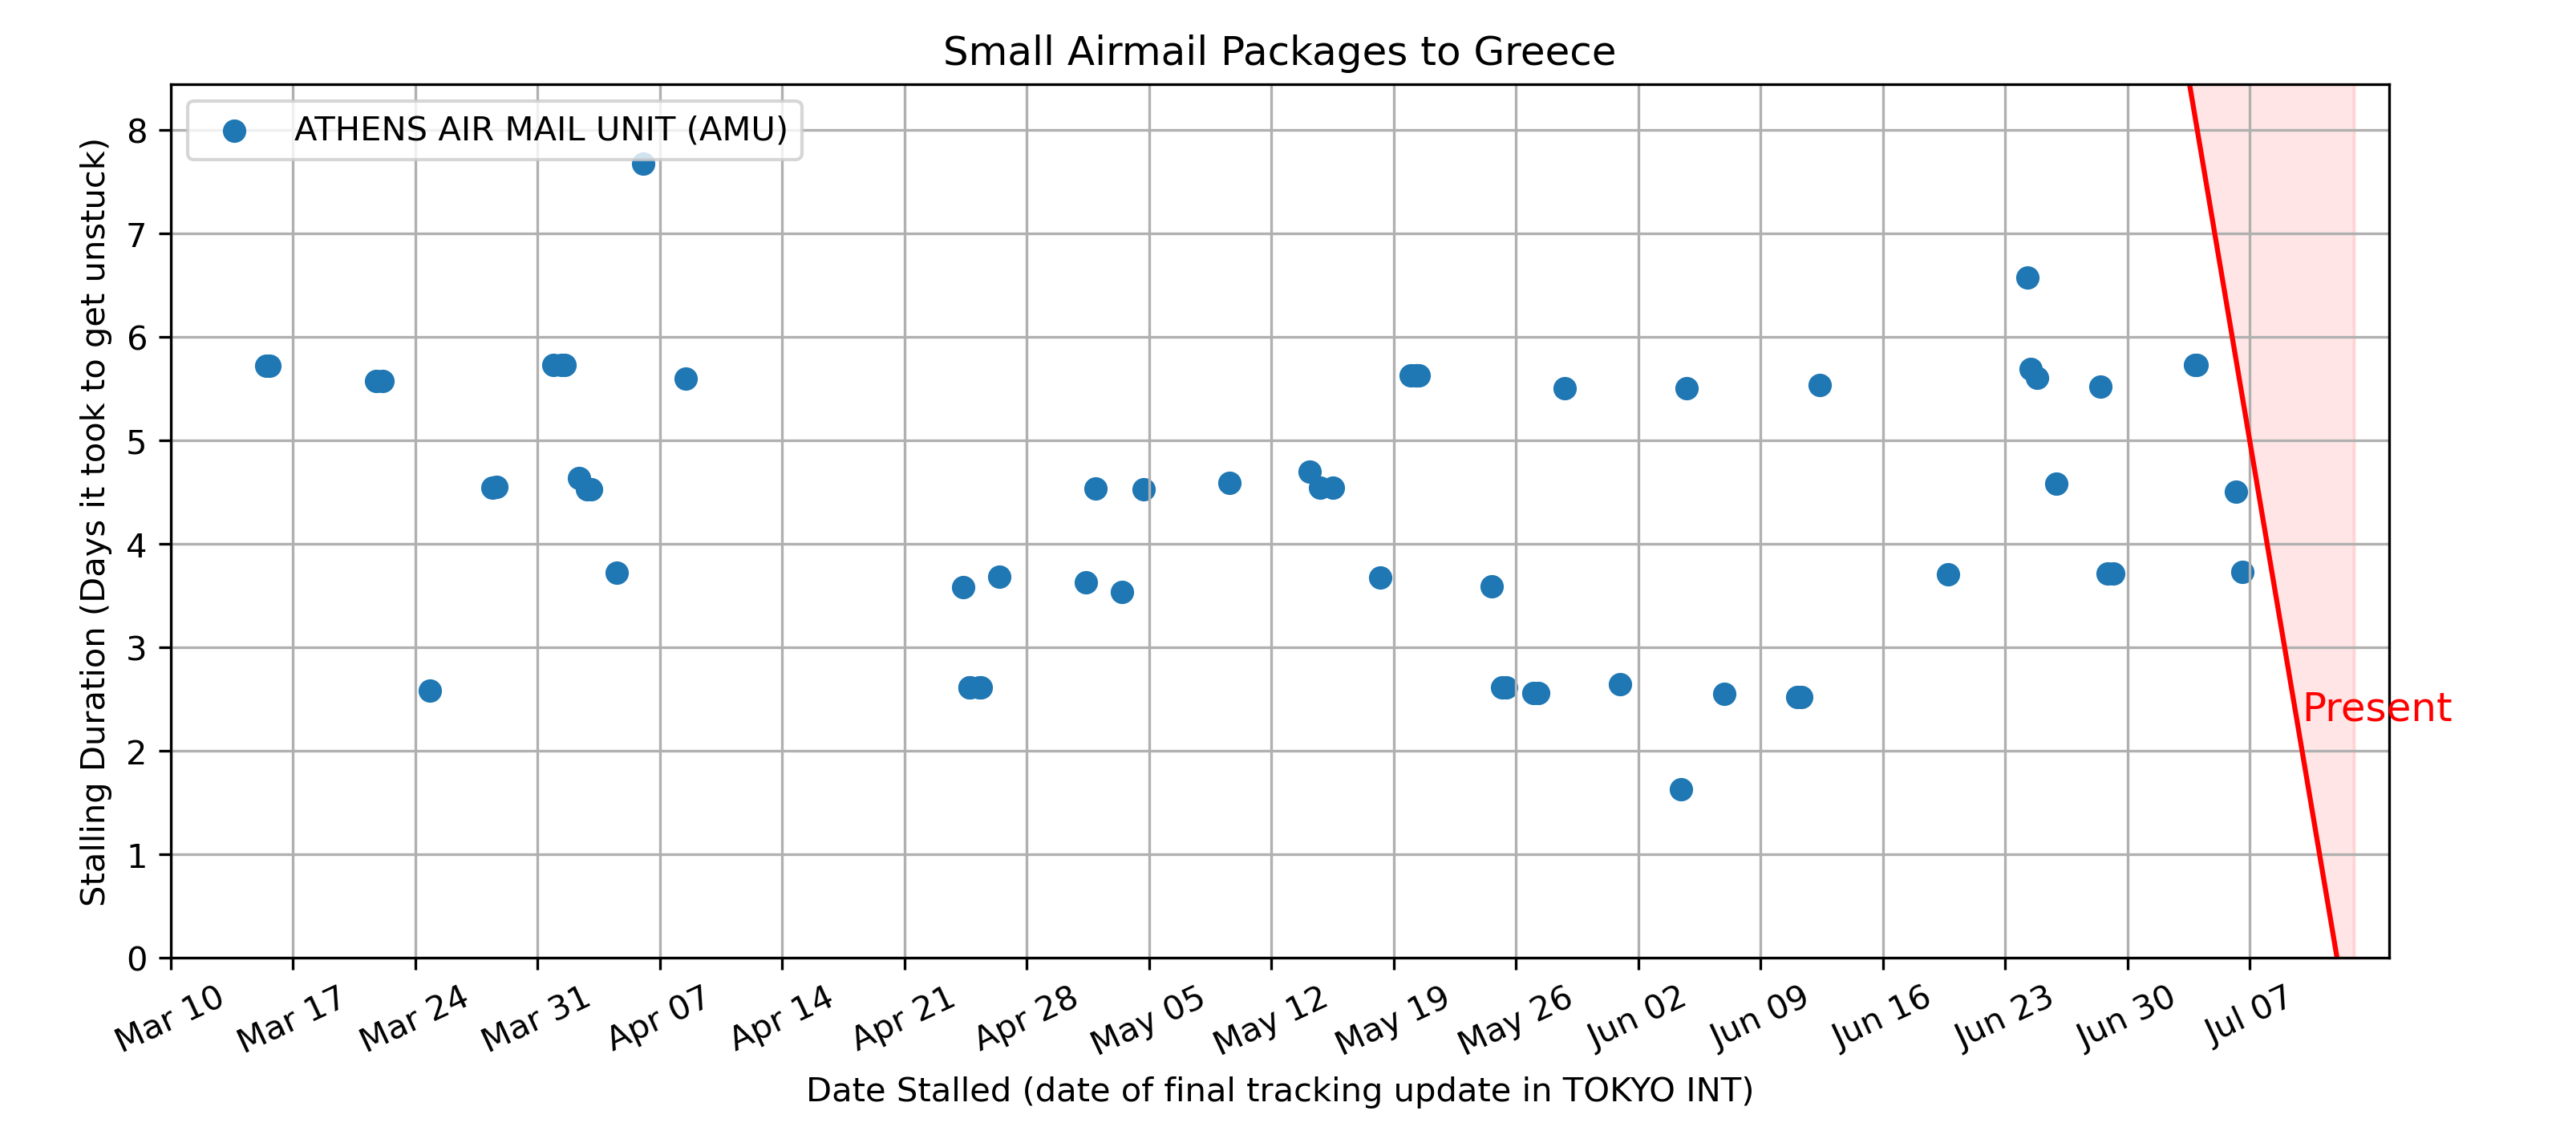 Small Airmail Packages to Greece
ATHENS AIR MAIL UNIT (AMU)
Stalling Duration (Days it took to get unstuck)
8
7
6
5
4
3
2
1
0
Present
Mar 10
Mar 17
Mar 24
Mar 31
Apr 07
Apr 14
Apr 21
Apr 28
May 05
May 12
May 19
May 26
Jun 02
Jun 09
Jun 16
Jun 23
Jun 30
Jul 07
Date Stalled (date of final tracking update in TOKYO INT)